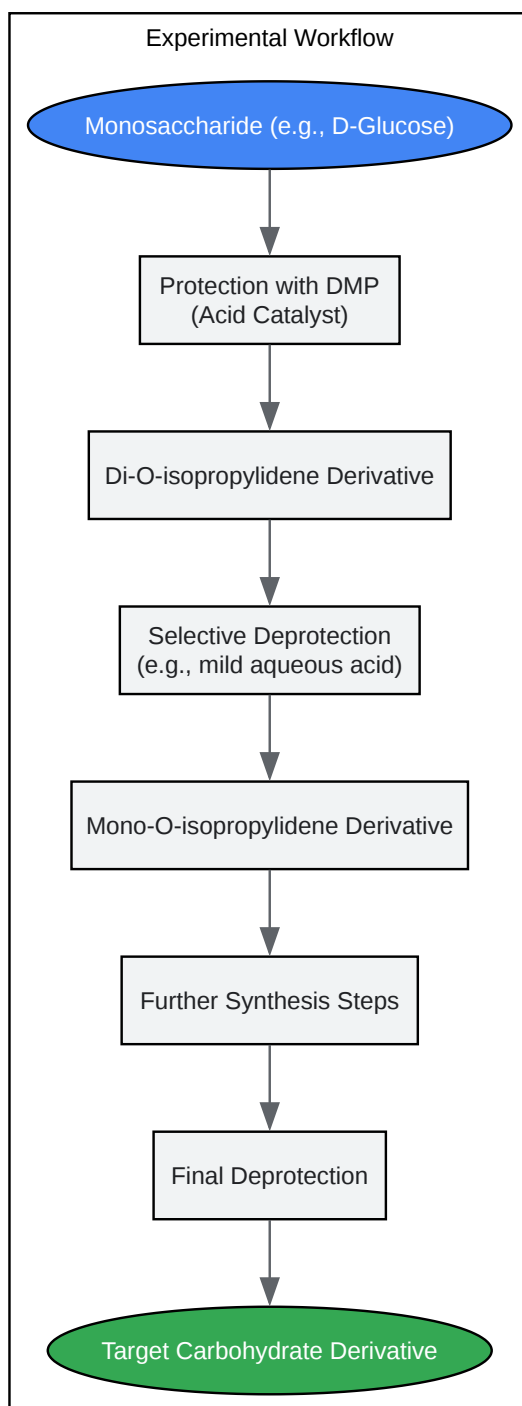 Experimental Workflow
Monosaccharide (e.g., D-Glucose)
Protection with DMP
(Acid Catalyst)
Di-O-isopropylidene Derivative
Selective Deprotection
(e.g., mild aqueous acid)
Mono-O-isopropylidene Derivative
Further Synthesis Steps
Final Deprotection
Target Carbohydrate Derivative